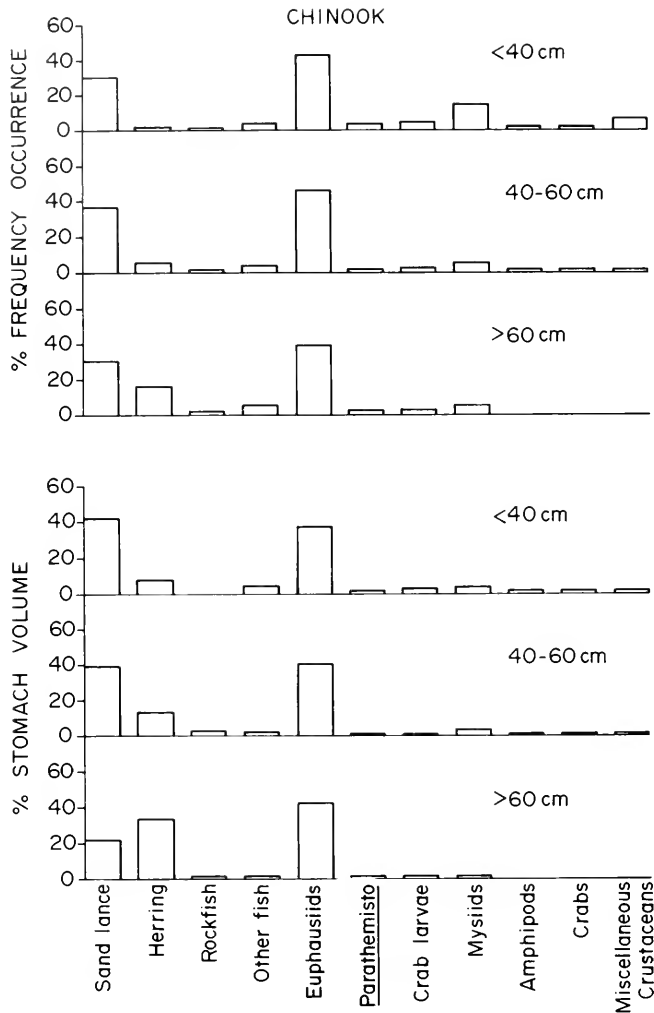 CHINOOK
% FREQUENCY OCCURRENCE
60
40
20
0
<40 cm
60
40
20
0
40-60 cm
60
40
20
0
>60 cm
% STOMACH VOLUME
60
40
20
0
<40 cm
60
40
20
0
40-60 cm
60
40
20
0
>60 cm
Sand lance
Herring
Rockfish
Other fish
Euphausiids
Parathemisto
Crab larvae
Mysiids
Amphipods
Crabs
Miscellaneous
Crustaceans